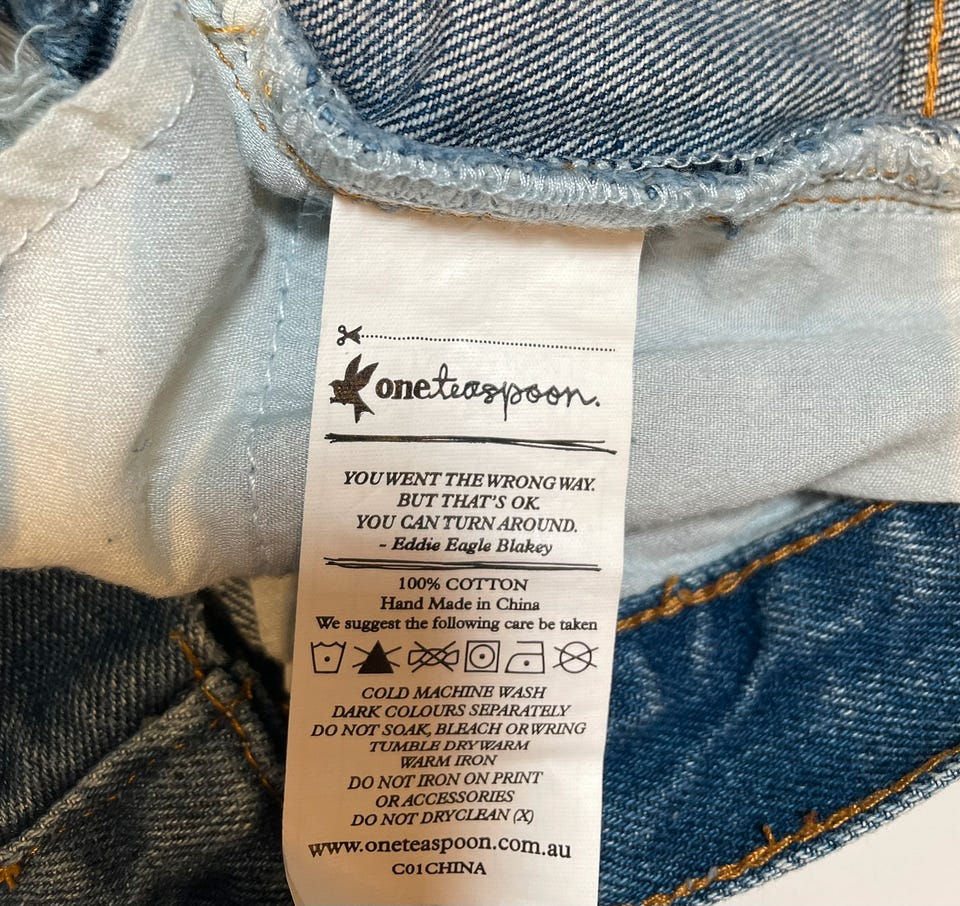 oneteaspoon.
YOU WENT THE WRONG WAY.
BUT THAT'S OK.
YOU CAN TURN AROUND.
- Eddie Eagle Blakey
100% COTTON
Hand Made in China
We suggest the following care be taken
COLD MACHINE WASH
DARK COLOURS SEPARATELY
DO NOT SOAK, BLEACH OR WRING
TUMBLE DRY WARM
WARM IRON
DO NOT IRON ON PRINT
OR ACCESSORIES
DO NOT DRYCLEAN (X)
www.oneteaspoon.com.au
C01CHINA